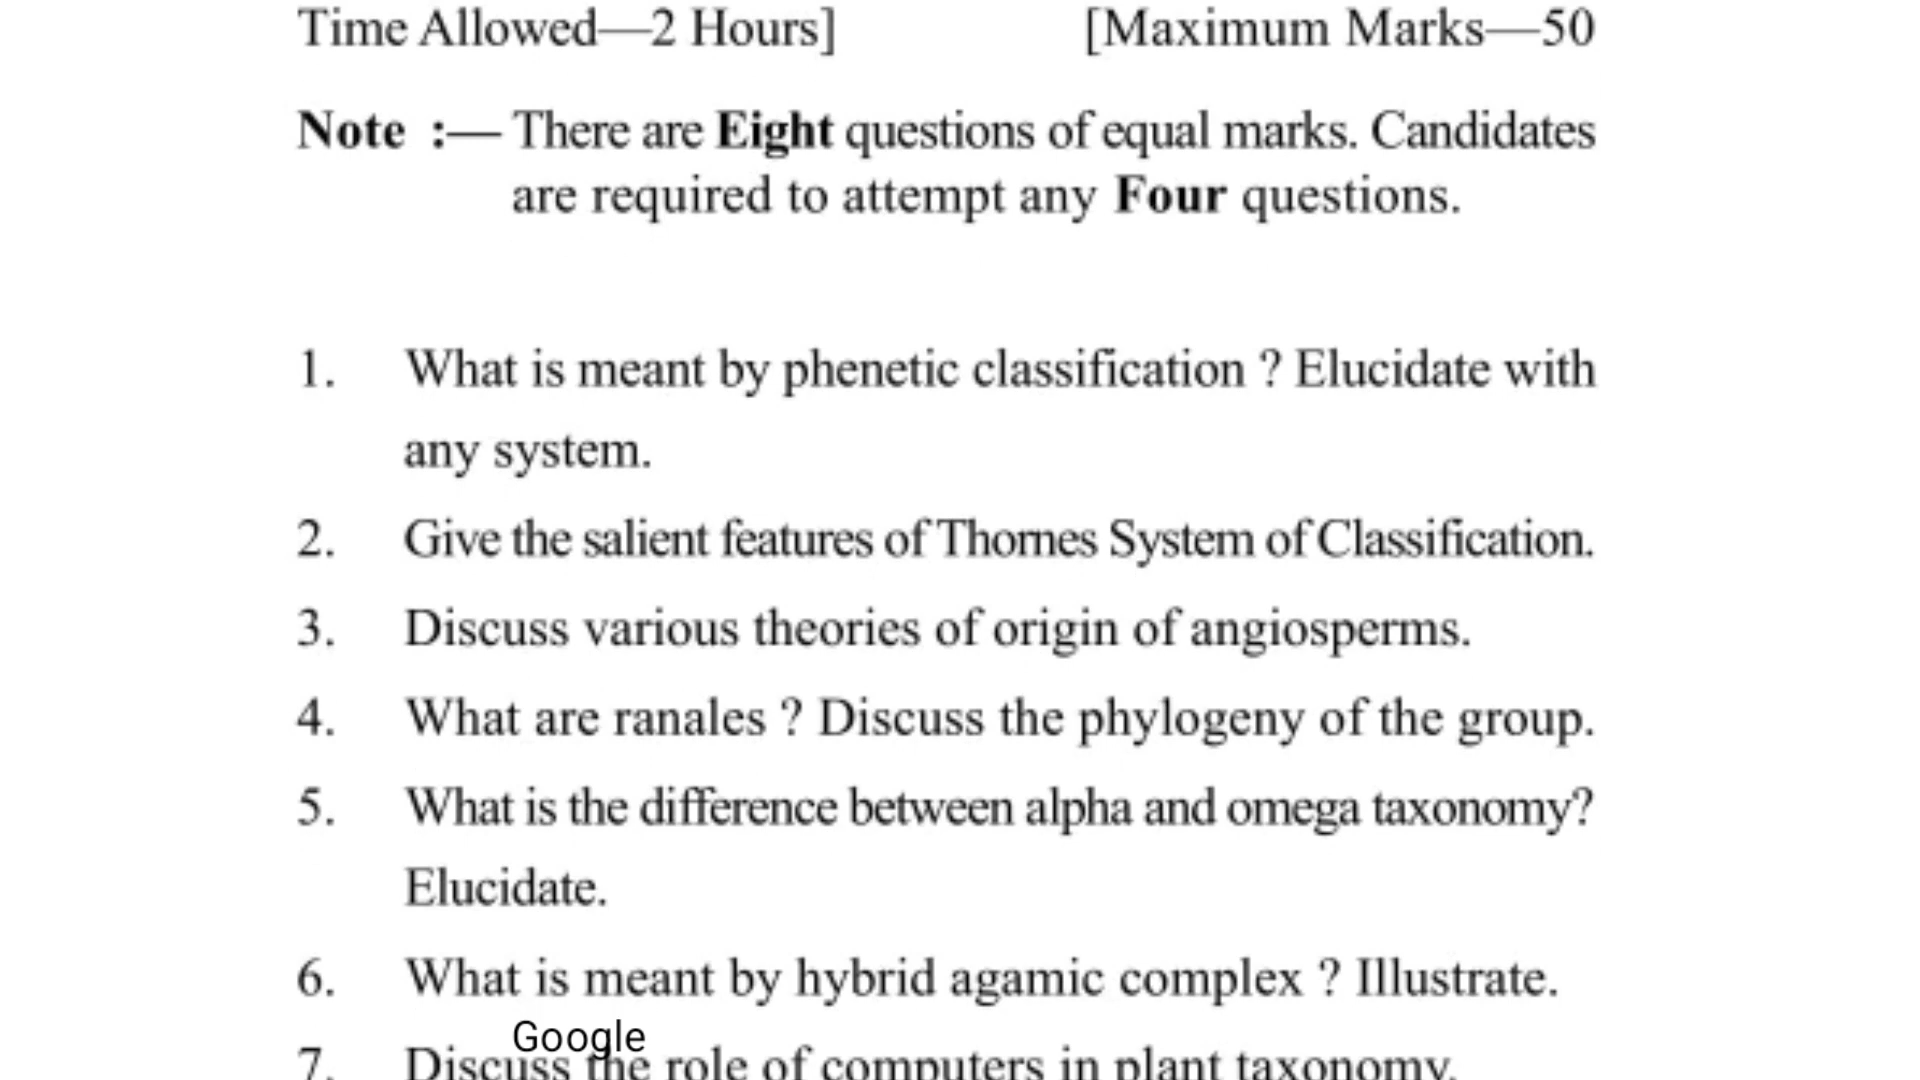 Time Allowed—2 Hours] [Maximum Marks—50
Note :— There are Eight questions of equal marks. Candidates
are required to attempt any Four questions.
1. What is meant by phenetic classification ? Elucidate with
any system.
2. Give the salient features of Thornes System of Classification.
3. Discuss various theories of origin of angiosperms.
4. What are ranales ? Discuss the phylogeny of the group.
5. What is the difference between alpha and omega taxonomy?
Elucidate.
6. What is meant by hybrid agamic complex ? Illustrate.
Google
7. Discuss the role of computers in plant taxonomy.